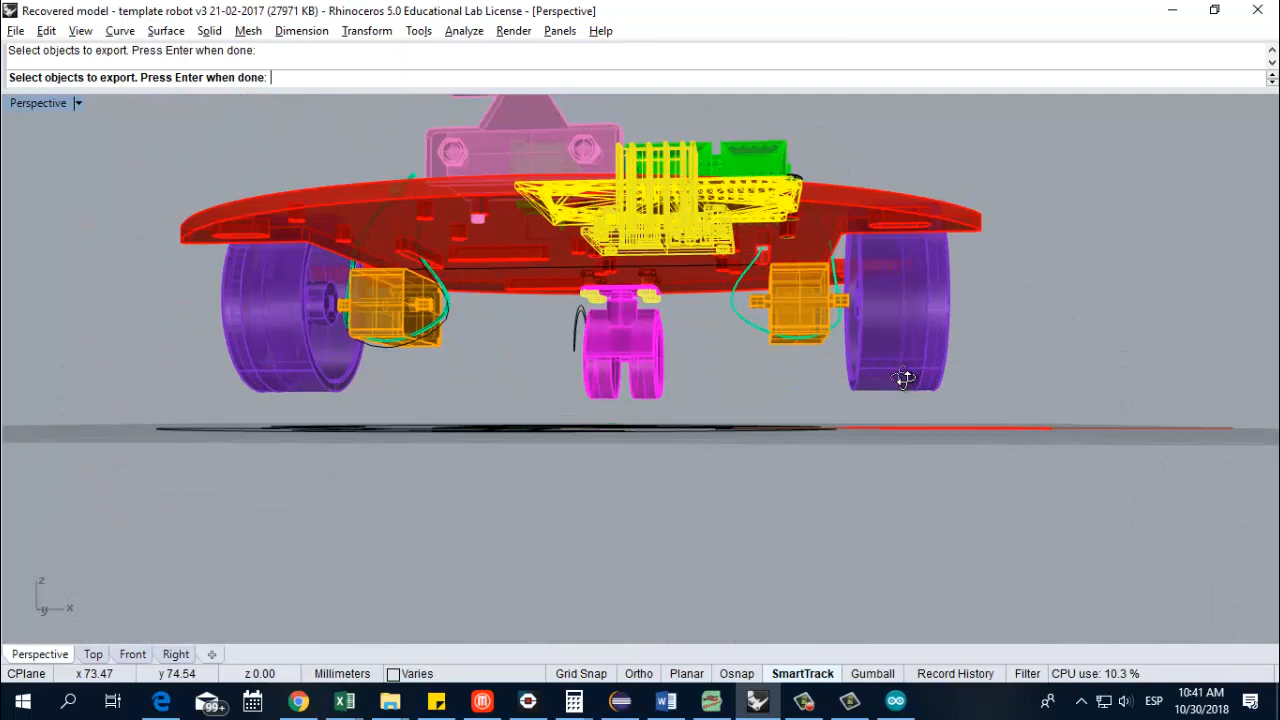 Recovered model - template robot v3 21-02-2017 (27971 KB) - Rhinoceros 5.0 Educational Lab License - [Perspective]
File Edit View Curve Surface Solid Mesh Dimension Transform Tools Analyze Render Panels Help
Select objects to export. Press Enter when done:
Select objects to export. Press Enter when done:
Perspective
z
y x
Perspective Top Front Right
CPlane x 73.47 y 74.54 z 0.00 Millimeters Varies Grid Snap Ortho Planar Osnap SmartTrack Gumball Record History Filter CPU use: 10.3 %
99+ ESP 10:41 AM
10/30/2018